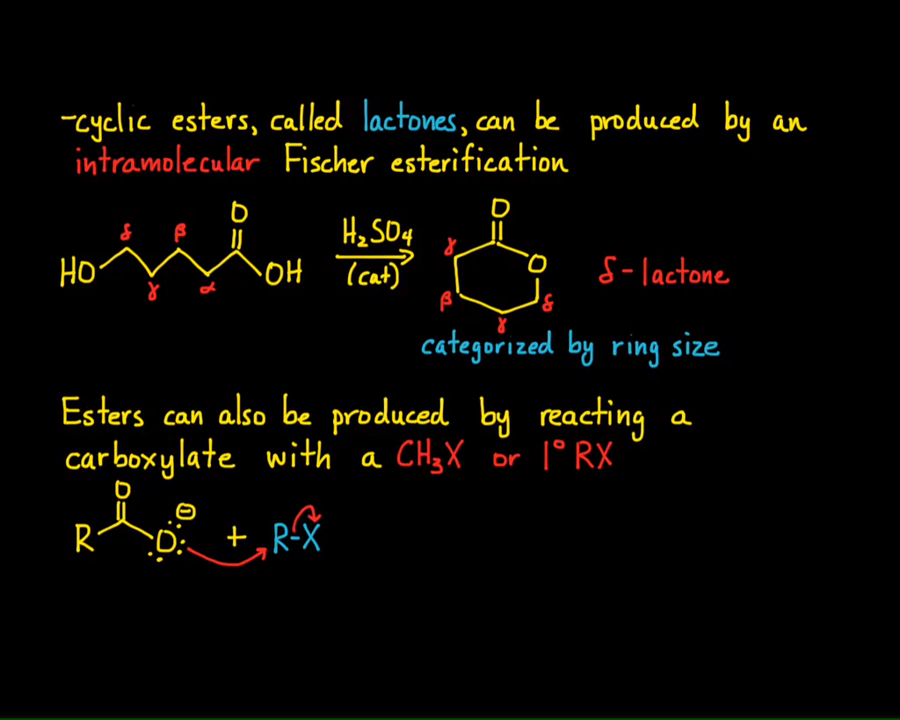 -cyclic esters, called lactones, can be produced by an
intramolecular Fischer esterification
HO δ γ β α O OH H₂SO₄ (cat) O O γ β γ δ δ-lactone
categorized by ring size
Esters can also be produced by reacting a
carboxylate with a CH₃X or 1° RX
R O O: ⊖ + R-X